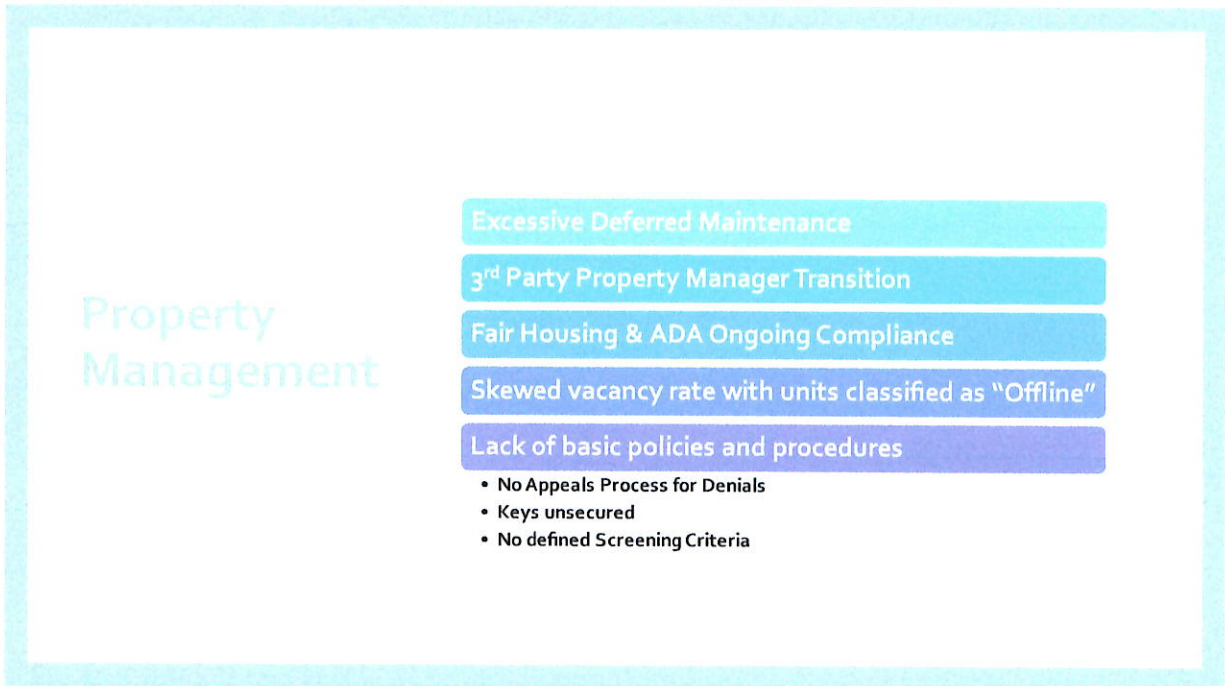 Property
Management
Excessive Deferred Maintenance
3rd Party Property Manager Transition
Fair Housing & ADA Ongoing Compliance
Skewed vacancy rate with units classified as “Offline”
Lack of basic policies and procedures
• No Appeals Process for Denials
• Keys unsecured
• No defined Screening Criteria